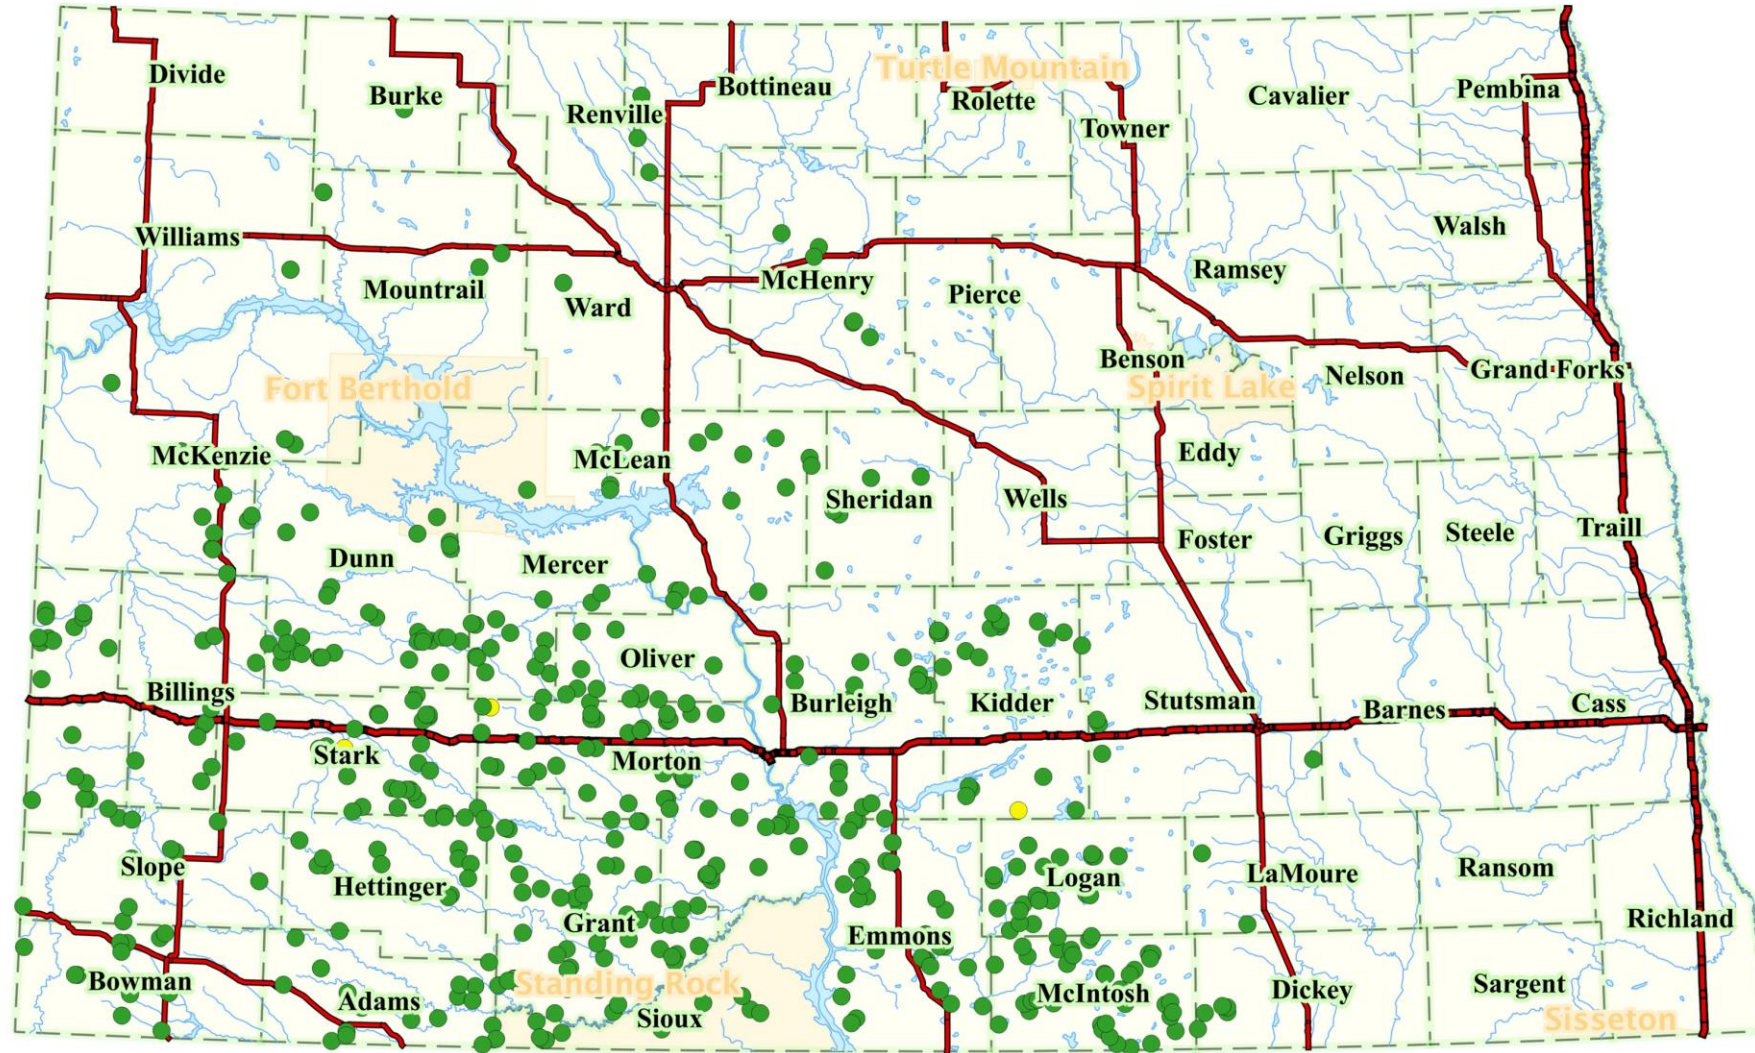 Turtle Mountain
Divide
Burke
Renville
Bottineau
Rolette
Towner
Cavalier
Pembina
Walsh
Williams
Mountrail
Ward
McHenry
Pierce
Ramsey
Benson
Fort Berthold
Spirit Lake
Nelson
Grand Forks
McKenzie
McLean
Sheridan
Wells
Eddy
Dunn
Mercer
Foster
Griggs
Steele
Traill
Oliver
Billings
Burleigh
Kidder
Stutsman
Barnes
Cass
Stark
Morton
Slope
Hettinger
Grant
Emmons
Logan
LaMoure
Ransom
Richland
Bowman
Adams
Standing Rock
Sioux
McIntosh
Dickey
Sargent
Sisseton